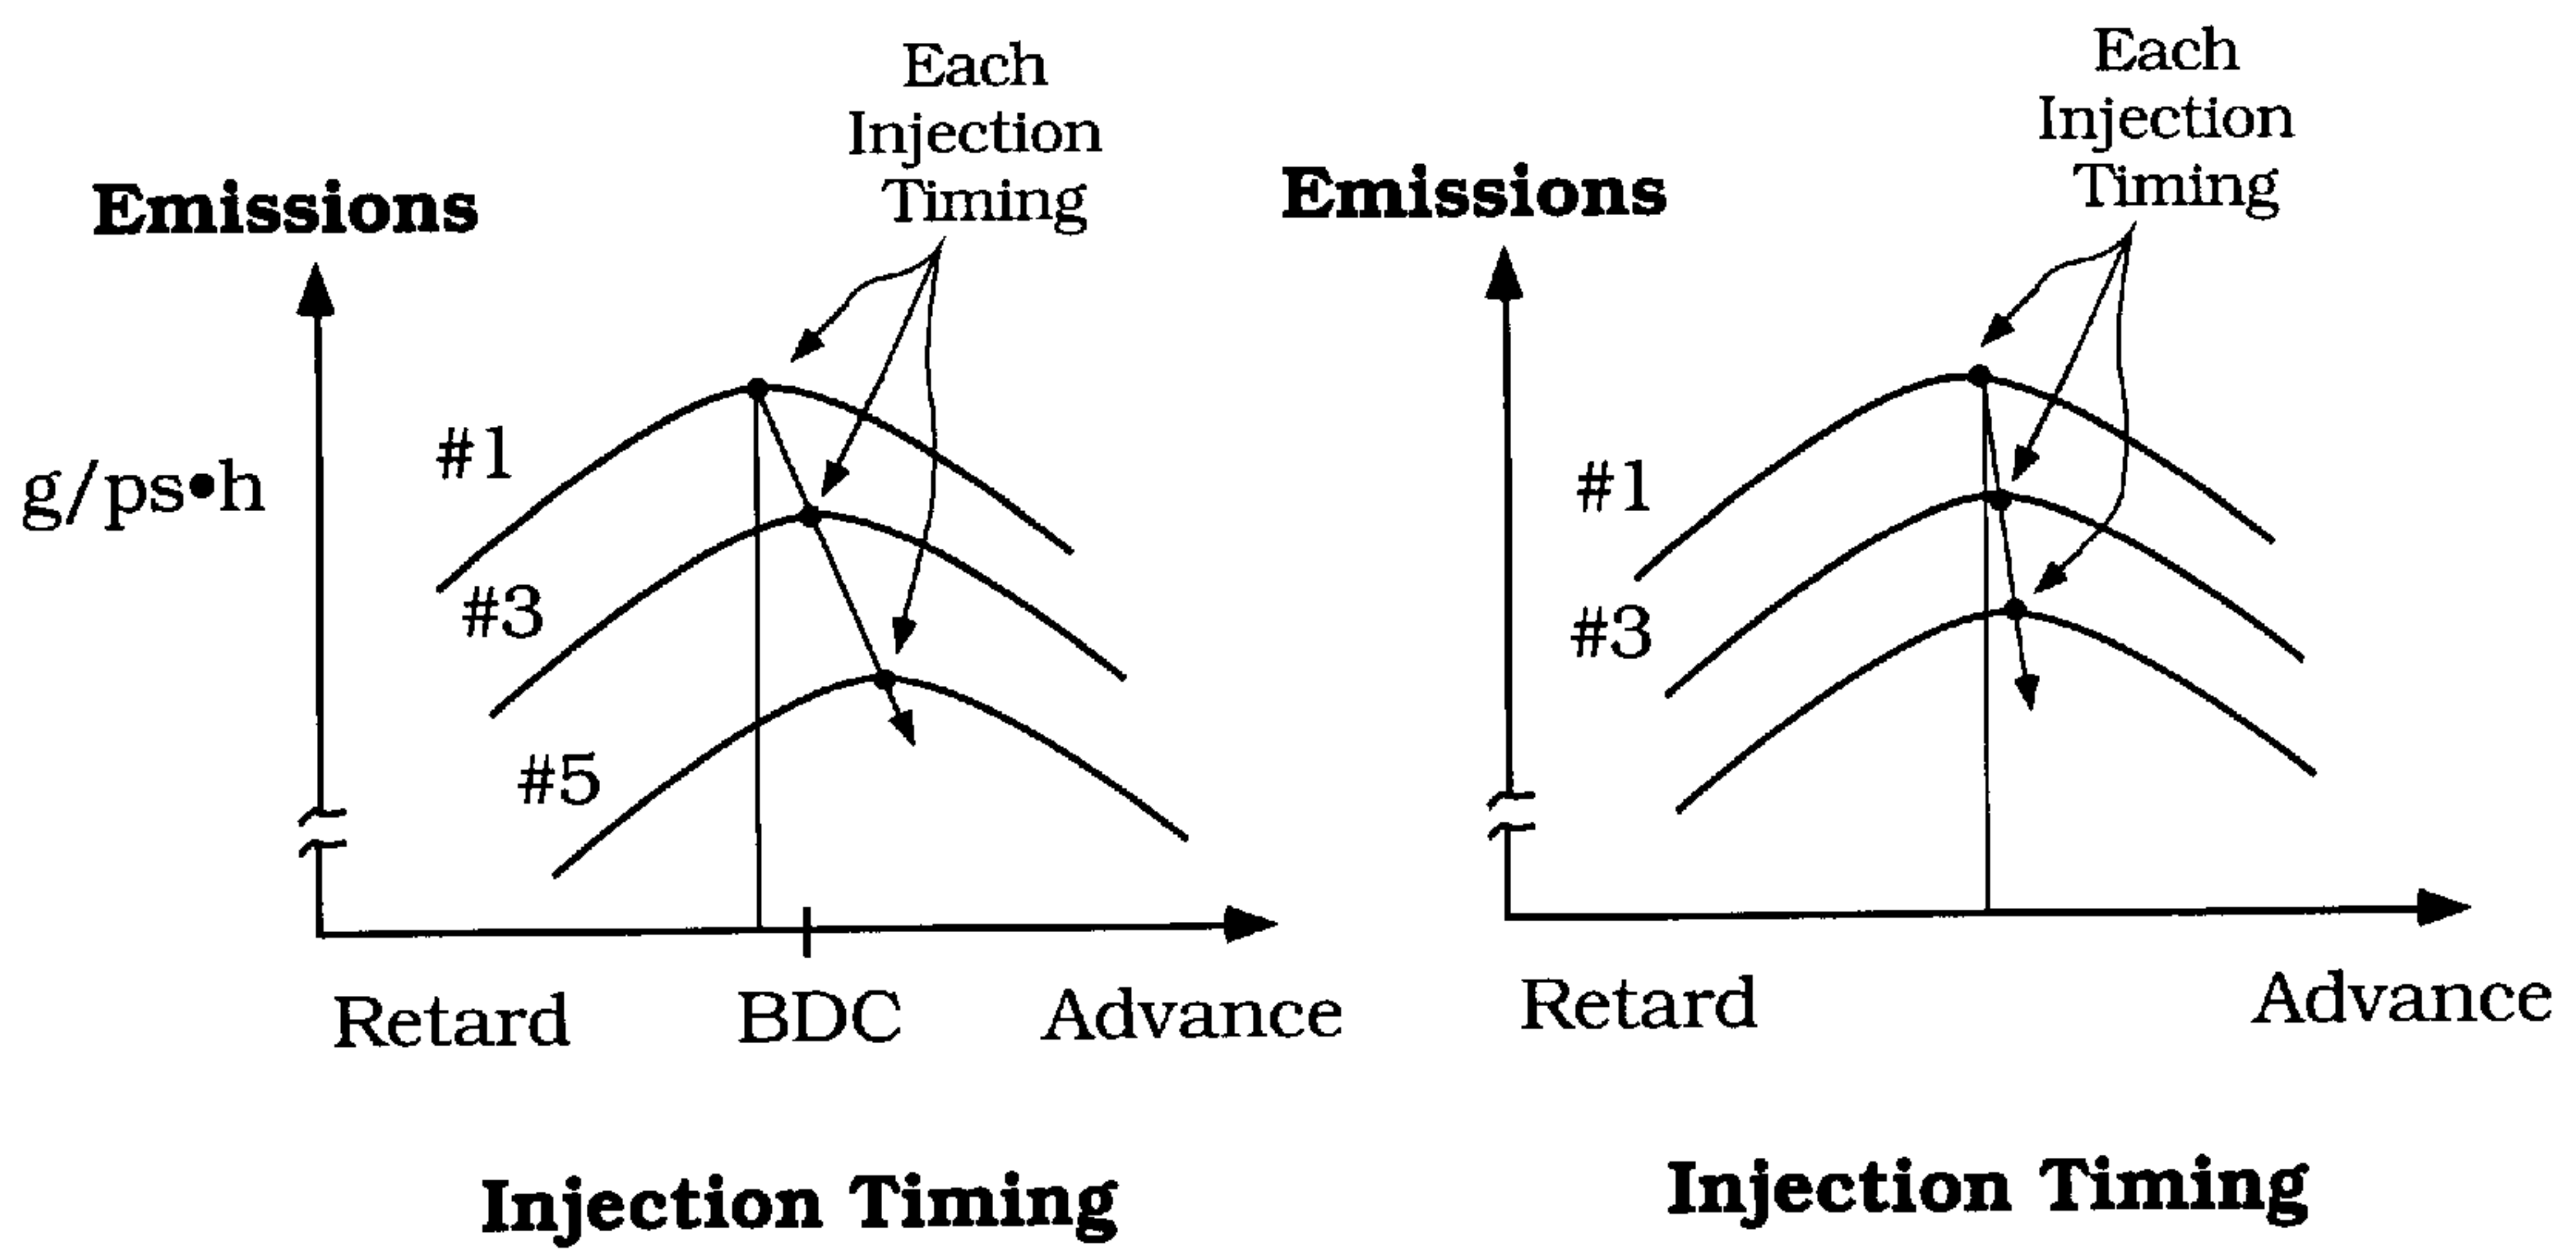 Each
Injection
Timing
Emissions
g/ps•h
#1
#3
#5
Retard
BDC
Advance
Injection Timing
Each
Injection
Timing
Emissions
#1
#3
Retard
Advance
Injection Timing